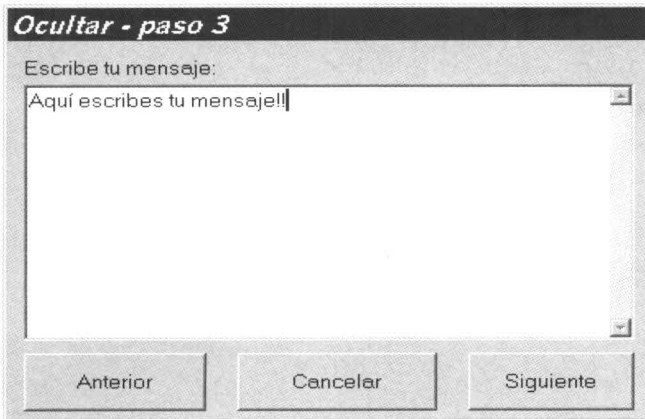 Ocultar - paso 3
Escribe tu mensaje:
Aquí escribes tu mensaje!!
Anterior Cancelar Siguiente